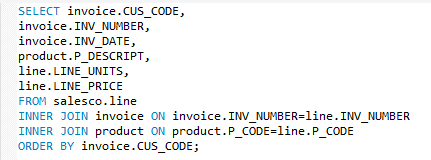 SELECT invoice.CUS_CODE,
invoice.INV_NUMBER,
invoice.INV_DATE,
product.P_DESCRIPT,
line.LINE_UNITS,
line.LINE_PRICE
FROM salesco.line
INNER JOIN invoice ON invoice.INV_NUMBER=line.INV_NUMBER
INNER JOIN product ON product.P_CODE=line.P_CODE
ORDER BY invoice.CUS_CODE;